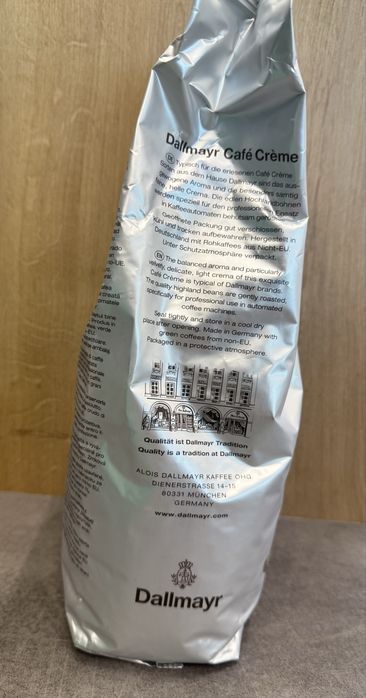 Dallmayr Café Crème
DE Typisch für die erlesenen Café Crème
Sorten aus dem Hause Dallmayr sind das aus-
gewogene Aroma und die besonders samtig
feine, helle Crema. Die edlen Hochlandbohnen
werden speziell für den professionellen Einsatz
in Kaffeeautomaten behutsam geröstet.
Geöffnete Packung gut verschlossen,
kühl und trocken aufbewahren. Hergestellt in
Deutschland mit Rohkaffees aus Nicht-EU.
Unter Schutzatmosphäre verpackt.
EN The balanced aroma and particularly
velvety, delicate, light crema of this exquisite
Café Crème is typical of Dallmayr brands.
The quality highland beans are gently roasted,
specifically for professional use in automated
coffee machines.
Seal tightly and store in a cool dry
place after opening. Made in Germany with
green coffees from non-EU.
Packaged in a protective atmosphere.
Qualität ist Dallmayr Tradition
Quality is a tradition at Dallmayr
ALOIS DALLMAYR KAFFEE OHG
DIENERSTRASSE 14–15
80331 MÜNCHEN
GERMANY
www.dallmayr.com
Dallmayr